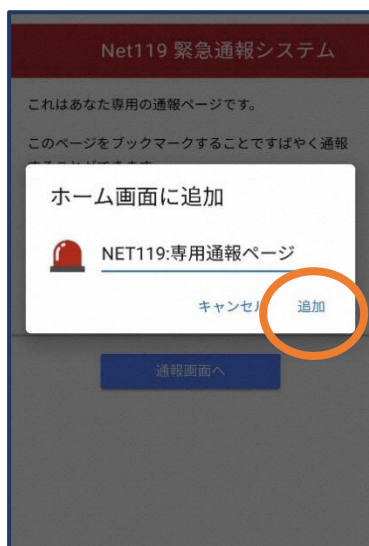 Net119 緊急通報システム
これはあなた専用の通報ページです。
このページをブックマークすることですばやく通報
ホーム画面に追加
NET119:専用通報ページ
キャンセル
追加
通報画面へ